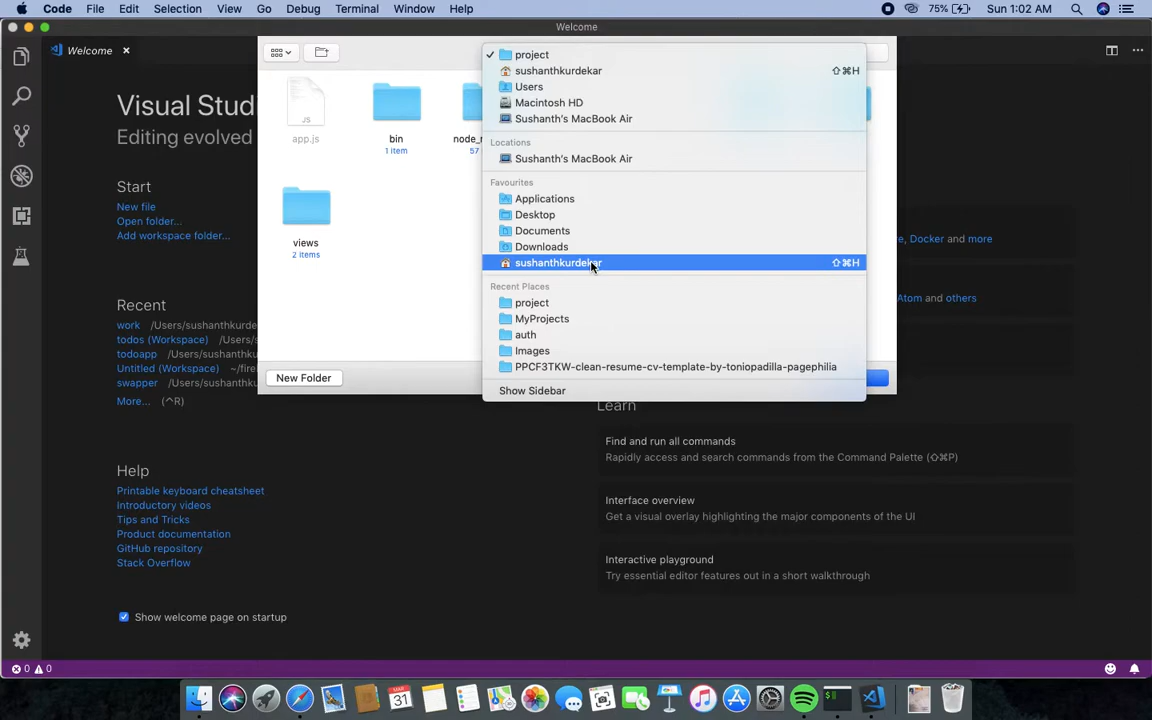 Code File Edit Selection View Go Debug Terminal Window Help 75% Sun 1:02 AM
Welcome
Welcome
Visual Stud
Editing evolved
Start
New file
Open folder...
Add workspace folder...
Recent
work /Users/sushanthkurde
todos (Workspace) ~/Users/s
todoapp /Users/sushanthku
Untitled (Workspace) ~/fire
swapper /Users/sushanthk
More... (^R)
Help
Printable keyboard cheatsheet
Introductory videos
Tips and Tricks
Product documentation
GitHub repository
Stack Overflow
Show welcome page on startup
JS
app.js
bin
1 item
node_r
57
views
2 items
New Folder
project
sushanthkurdekar ⇧⌘H
Users
Macintosh HD
Sushanth's MacBook Air
Locations
Sushanth's MacBook Air
Favourites
Applications
Desktop
Documents
Downloads
sushanthkurdekar ⇧⌘H
Recent Places
project
MyProjects
auth
Images
PPCF3TKW-clean-resume-cv-template-by-toniopadilla-pagephilia
Show Sidebar
e, Docker and more
Atom and others
Learn
Find and run all commands
Rapidly access and search commands from the Command Palette (⇧⌘P)
Interface overview
Get a visual overlay highlighting the major components of the UI
Interactive playground
Try essential editor features out in a short walkthrough
0 0
MAR
31